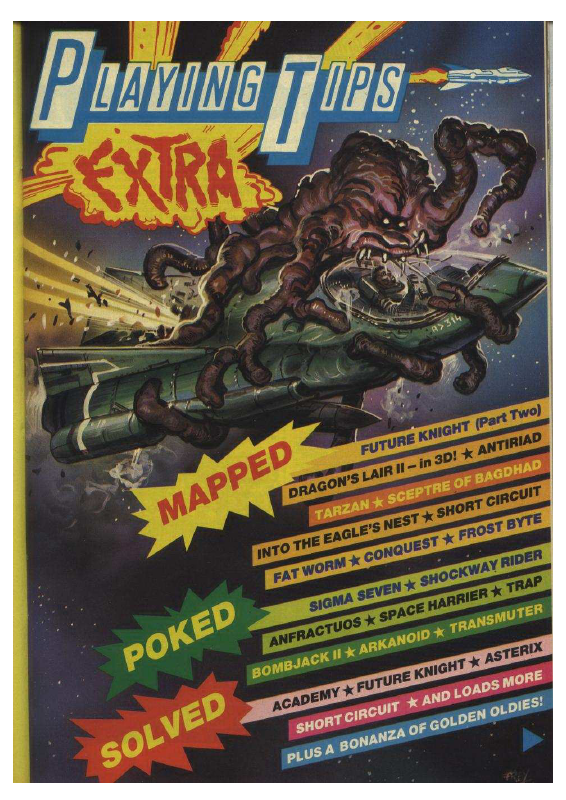 PLAYING TIPS
EXTRA
A>314
MAPPED
FUTURE KNIGHT (Part Two)
DRAGON'S LAIR II – in 3D! ★ ANTIRIAD
TARZAN ★ SCEPTRE OF BAGDHAD
INTO THE EAGLE'S NEST ★ SHORT CIRCUIT
FAT WORM ★ CONQUEST ★ FROST BYTE
POKED
SIGMA SEVEN ★ SHOCKWAY RIDER
ANFRACTUOS ★ SPACE HARRIER ★ TRAP
BOMBJACK II ★ ARKANOID ★ TRANSMUTER
SOLVED
ACADEMY ★ FUTURE KNIGHT ★ ASTERIX
SHORT CIRCUIT ★ AND LOADS MORE
PLUS A BONANZA OF GOLDEN OLDIES!